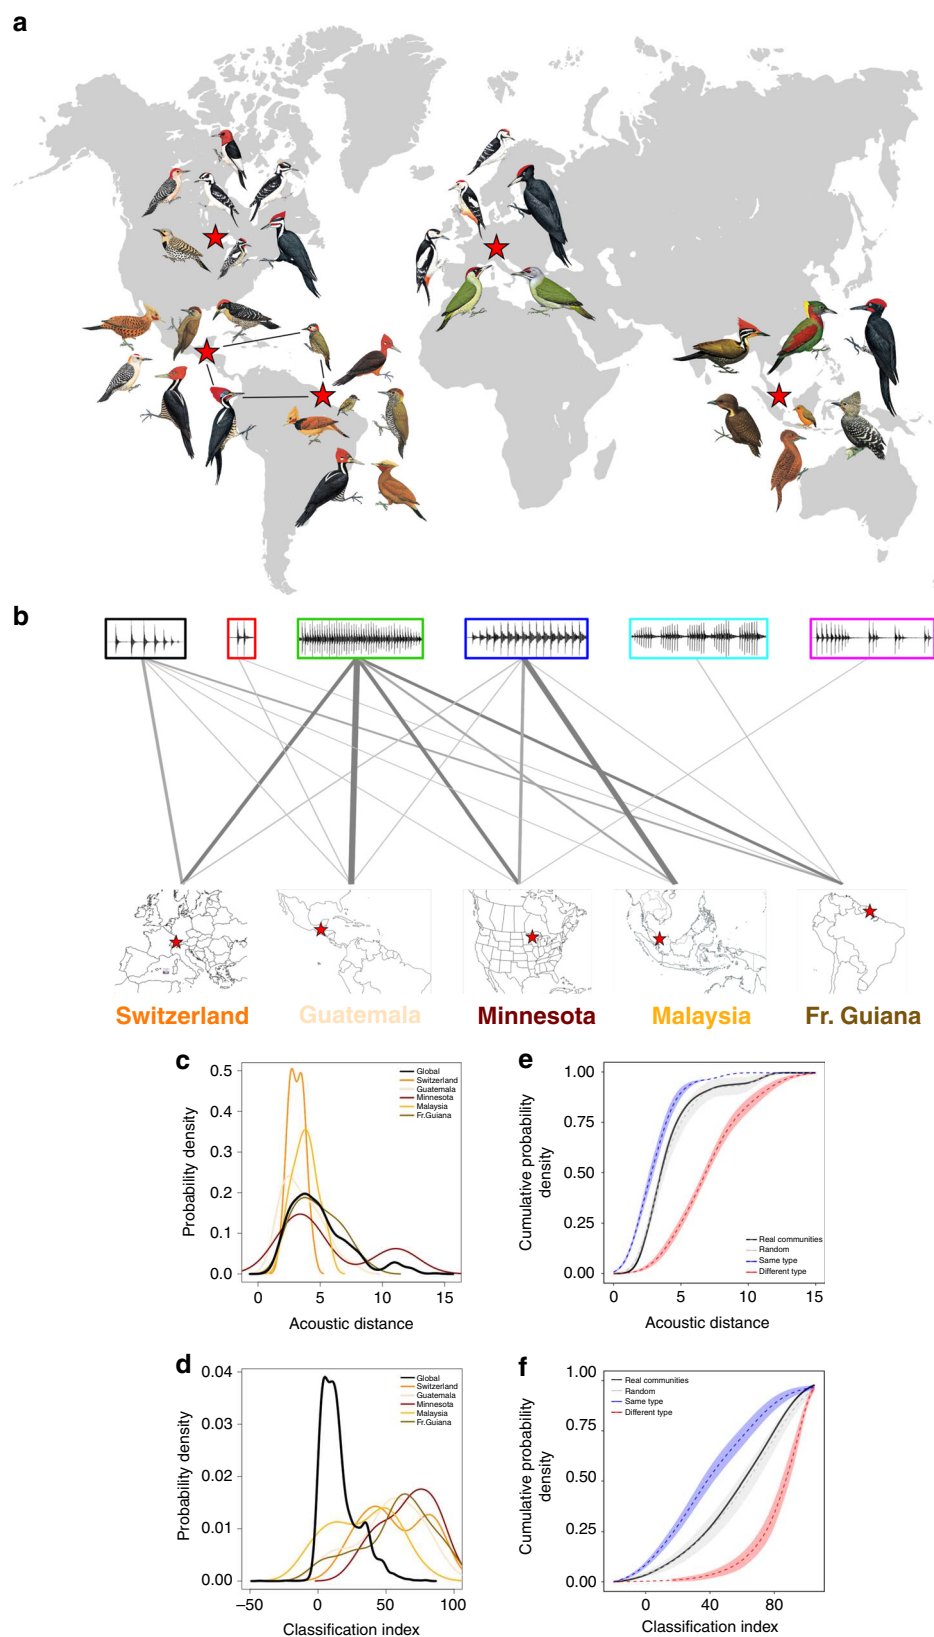 a
b
Switzerland
Guatemala
Minnesota
Malaysia
Fr. Guiana
c
Probability density
0.5
0.4
0.3
0.2
0.1
0.0
0
5
10
15
Acoustic distance
Global
Switzerland
Guatemala
Minnesota
Malaysia
Fr.Guiana
e
Cumulative probability
density
1.00
0.75
0.50
0.25
0.00
0
5
10
15
Acoustic distance
Real communities
Random
Same type
Different type
d
Probability density
0.04
0.03
0.02
0.01
0.00
–50
0
50
100
Classification index
Global
Switzerland
Guatemala
Minnesota
Malaysia
Fr.Guiana
f
Cumulative probability
density
1.00
0.75
0.50
0.25
0.00
0
40
80
Classification index
Real communities
Random
Same type
Different type